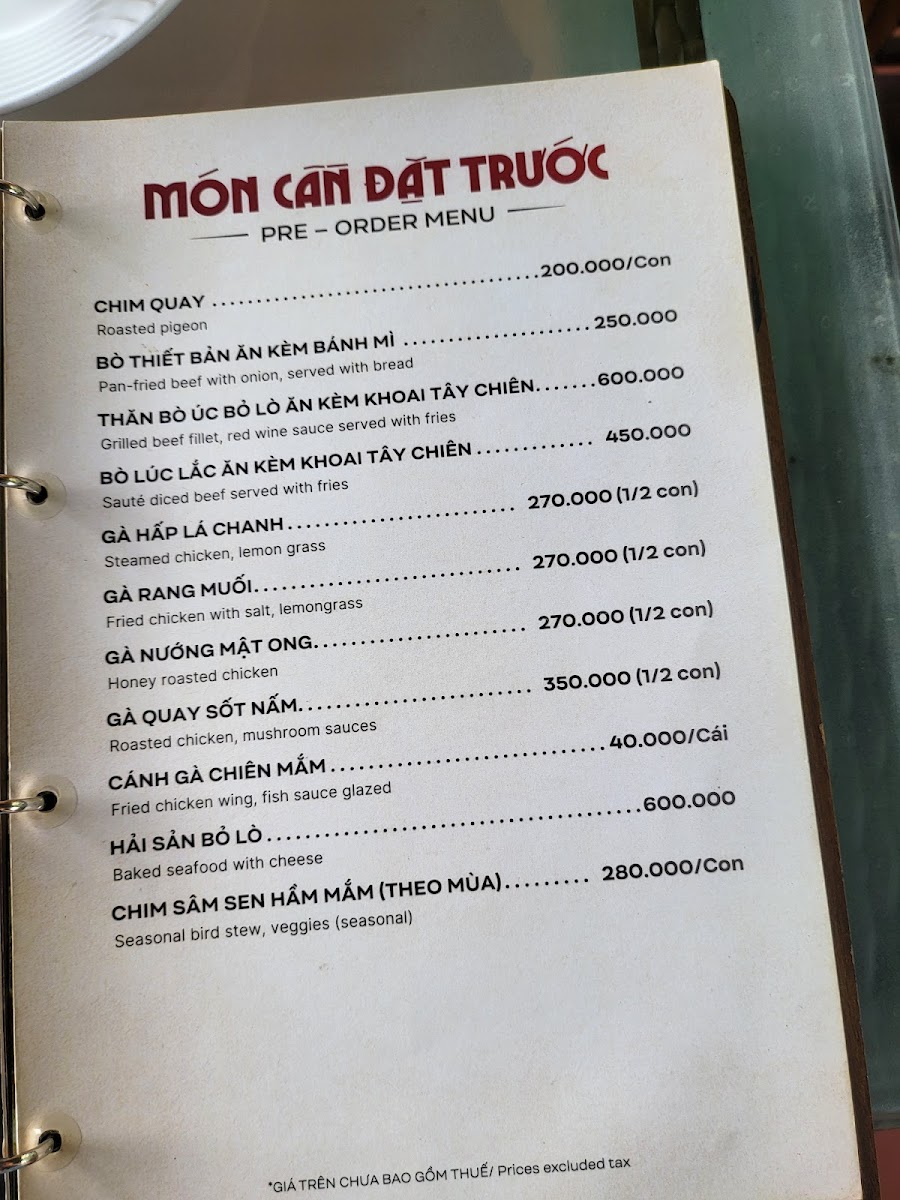 MÓN CẦN ĐẶT TRƯỚC
PRE – ORDER MENU
CHIM QUAY ........................................ 200.000/Con
Roasted pigeon
BÒ THIẾT BẢN ĂN KÈM BÁNH MÌ ..................... 250.000
Pan-fried beef with onion, served with bread
THĂN BÒ ÚC BỎ LÒ ĂN KÈM KHOAI TÂY CHIÊN....... 600.000
Grilled beef fillet, red wine sauce served with fries
BÒ LÚC LẮC ĂN KÈM KHOAI TÂY CHIÊN ............. 450.000
Sauté diced beef served with fries
GÀ HẤP LÁ CHANH .......................... 270.000 (1/2 con)
Steamed chicken, lemon grass
GÀ RANG MUỐI .............................. 270.000 (1/2 con)
Fried chicken with salt, lemongrass
GÀ NƯỚNG MẬT ONG ........................ 270.000 (1/2 con)
Honey roasted chicken
GÀ QUAY SỐT NẤM .......................... 350.000 (1/2 con)
Roasted chicken, mushroom sauces
CÁNH GÀ CHIÊN MẮM ............................... 40.000/Cái
Fried chicken wing, fish sauce glazed
HẢI SẢN BỎ LÒ ........................................... 600.000
Baked seafood with cheese
CHIM SÂM SEN HẦM MẮM (THEO MÙA) ......... 280.000/Con
Seasonal bird stew, veggies (seasonal)
*GIÁ TRÊN CHƯA BAO GỒM THUẾ/ Prices excluded tax